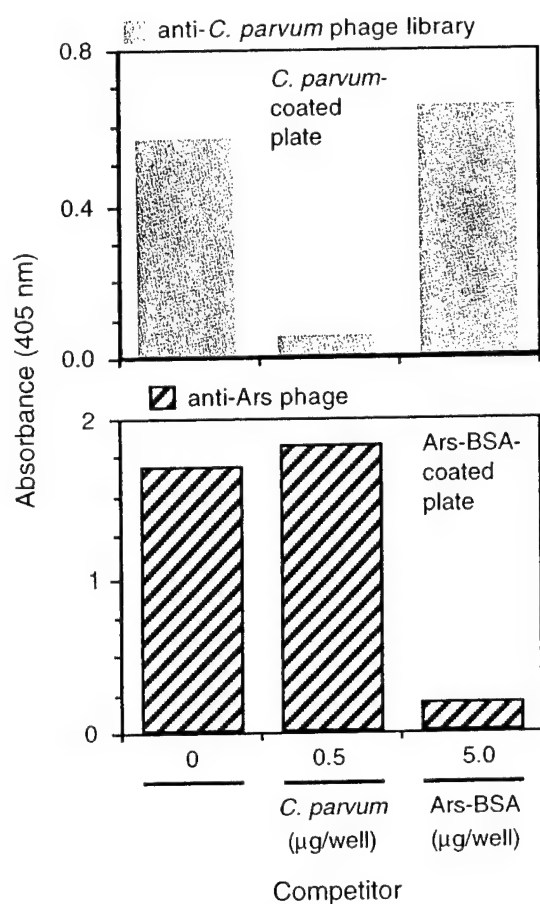 anti-C. parvum phage library
0.8
C. parvum-
coated
plate
0.4
0.0
Absorbance (405 nm)
anti-Ars phage
2
Ars-BSA-
coated
plate
1
0
0 0.5 5.0
C. parvum Ars-BSA
(µg/well) (µg/well)
Competitor